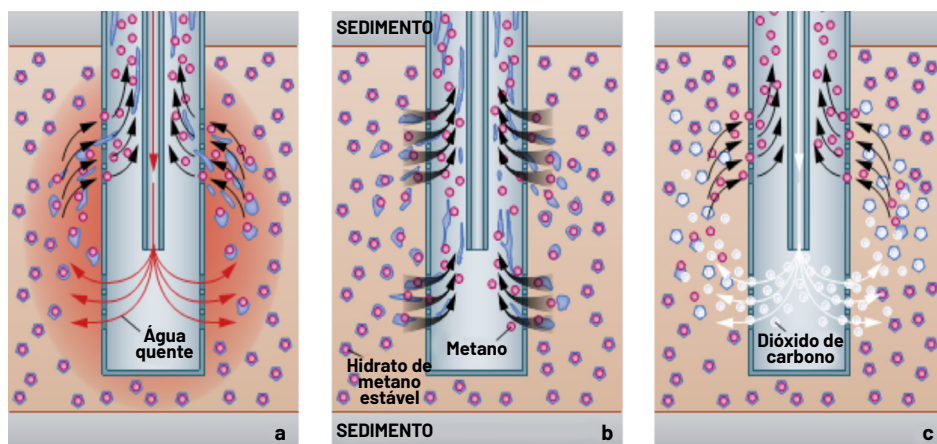 Água
quente
a
SEDIMENTO
Hidrato de
metano
estável
Metano
SEDIMENTO
b
Dióxido de
carbono
c